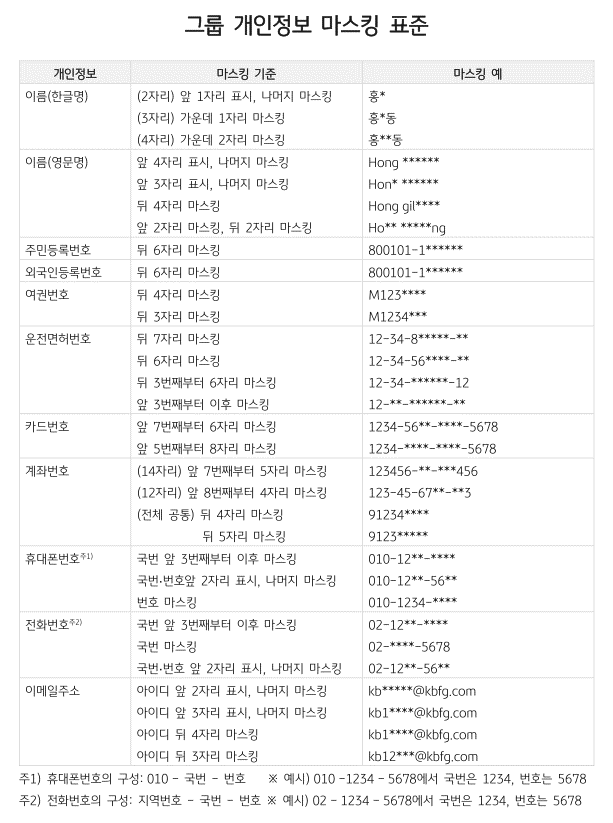 그룹 개인정보 마스킹 표준
개인정보 마스킹 기준 마스킹 예
이름(한글명) (2자리) 앞 1자리 표시, 나머지 마스킹 홍*
(3자리) 가운데 1자리 마스킹 홍*동
(4자리) 가운데 2자리 마스킹 홍**동
이름(영문명) 앞 4자리 표시, 나머지 마스킹 Hong ******
앞 3자리 표시, 나머지 마스킹 Hon* ******
뒤 4자리 마스킹 Hong gil****
앞 2자리 마스킹, 뒤 2자리 마스킹 Ho** *****ng
주민등록번호 뒤 6자리 마스킹 800101-1******
외국인등록번호 뒤 6자리 마스킹 800101-1******
여권번호 뒤 4자리 마스킹 M123****
뒤 3자리 마스킹 M1234***
운전면허번호 뒤 7자리 마스킹 12-34-8*****-**
뒤 6자리 마스킹 12-34-56****-**
뒤 3번째부터 6자리 마스킹 12-34-******-12
앞 3번째부터 이후 마스킹 12-**-******-**
카드번호 앞 7번째부터 6자리 마스킹 1234-56**-****-5678
앞 5번째부터 8자리 마스킹 1234-****-****-5678
계좌번호 (14자리) 앞 7번째부터 5자리 마스킹 123456-**-***456
(12자리) 앞 8번째부터 4자리 마스킹 123-45-67**-**3
(전체 공통) 뒤 4자리 마스킹 91234****
뒤 5자리 마스킹 9123*****
휴대폰번호주1) 국번 앞 3번째부터 이후 마스킹 010-12**-****
국번·번호앞 2자리 표시, 나머지 마스킹 010-12**-56**
번호 마스킹 010-1234-****
전화번호주2) 국번 앞 3번째부터 이후 마스킹 02-12**-****
국번 마스킹 02-****-5678
국번·번호 앞 2자리 표시, 나머지 마스킹 02-12**-56**
이메일주소 아이디 앞 2자리 표시, 나머지 마스킹 kb*****@kbfg.com
아이디 앞 3자리 표시, 나머지 마스킹 kb1****@kbfg.com
아이디 뒤 4자리 마스킹 kb1****@kbfg.com
아이디 뒤 3자리 마스킹 kb12***@kbfg.com
주1) 휴대폰번호의 구성: 010 - 국번 - 번호 ※ 예시) 010 -1234 - 5678에서 국번은 1234, 번호는 5678
주2) 전화번호의 구성: 지역번호 - 국번 - 번호 ※ 예시) 02 - 1234 - 5678에서 국번은 1234, 번호는 5678